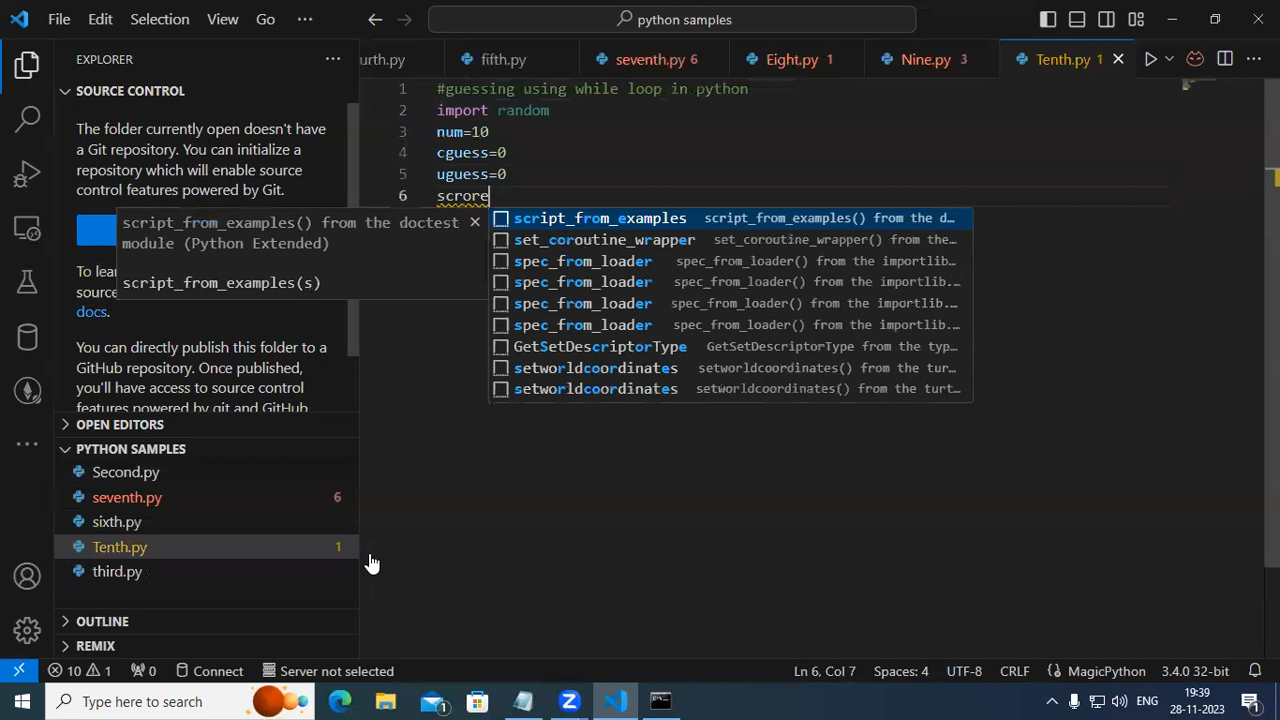 File Edit Selection View Go ··· python samples
EXPLORER ···
urth.py fifth.py seventh.py 6 Eight.py 1 Nine.py 3 Tenth.py 1
SOURCE CONTROL
The folder currently open doesn't have
a Git repository. You can initialize a
repository which will enable source
control features powered by Git.
To lear
source
docs.
You can directly publish this folder to a
GitHub repository. Once published,
you'll have access to source control
features powered by git and GitHub
OPEN EDITORS
PYTHON SAMPLES
Second.py
seventh.py 6
sixth.py
Tenth.py 1
third.py
OUTLINE
REMIX
1 #guessing using while loop in python
2 import random
3 num=10
4 cguess=0
5 uguess=0
6 scrore
script_from_examples() from the doctest
module (Python Extended)
script_from_examples(s)
script_from_examples script_from_examples() from the d…
set_coroutine_wrapper set_coroutine_wrapper() from the…
spec_from_loader spec_from_loader() from the importlib.…
spec_from_loader spec_from_loader() from the importlib.…
spec_from_loader spec_from_loader() from the importlib.…
spec_from_loader spec_from_loader() from the importlib.…
GetSetDescriptorType GetSetDescriptorType from the typ…
setworldcoordinates setworldcoordinates() from the tur…
setworldcoordinates setworldcoordinates() from the turt…
10 1 0 Connect Server not selected Ln 6, Col 7 Spaces: 4 UTF-8 CRLF MagicPython 3.4.0 32-bit
Type here to search 1 ENG 19:39
28-11-2023 1